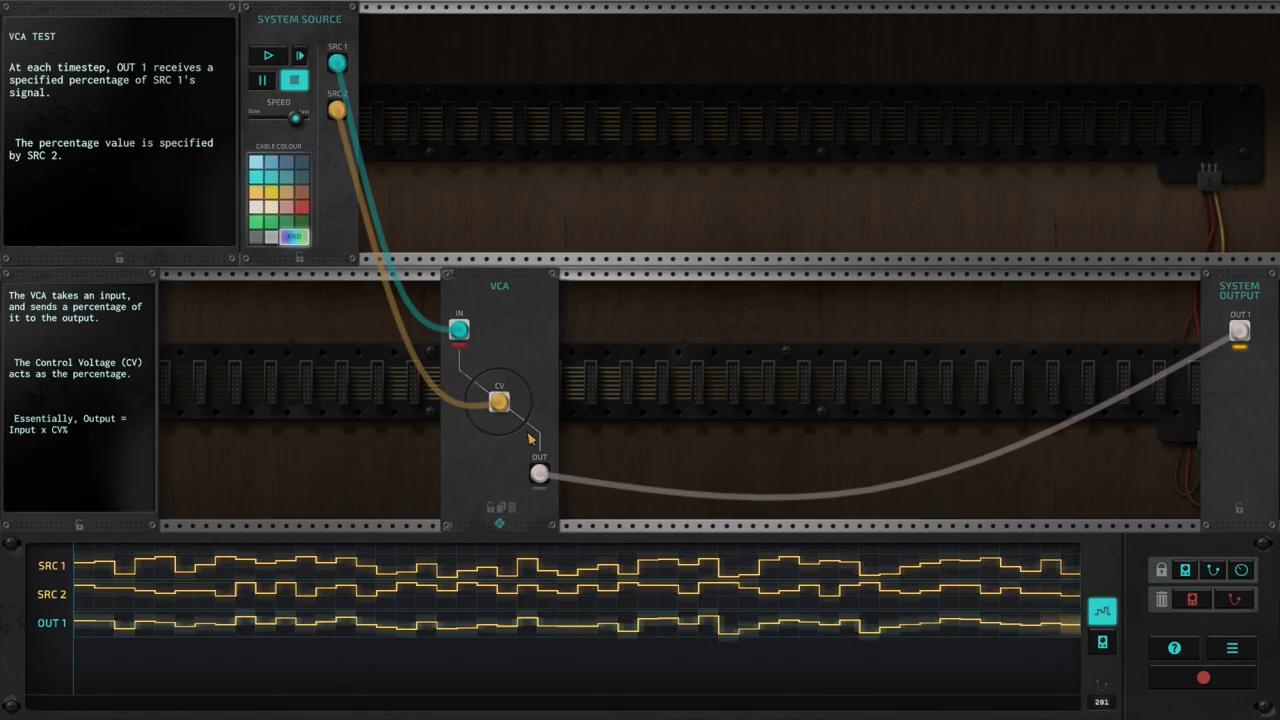 VCA TEST
At each timestep, OUT 1 receives a
specified percentage of SRC 1's
signal.
The percentage value is specified
by SRC 2.
SYSTEM SOURCE
SRC 1
SRC 2
SPEED
Slow
Fast
CABLE COLOUR
RND
The VCA takes an input,
and sends a percentage of
it to the output.
The Control Voltage (CV)
acts as the percentage.
Essentially, Output =
Input x CV%
VCA
IN
CV
OUT
SYSTEM
OUTPUT
OUT 1
SRC 1
SRC 2
OUT 1
?
201